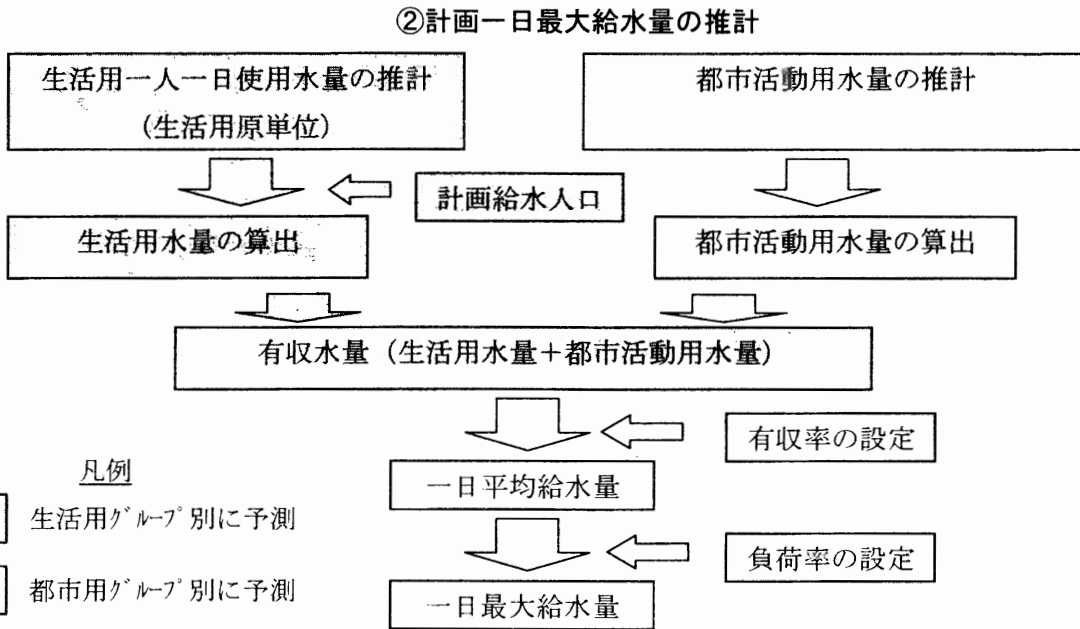 ②計画一日最大給水量の推計
生活用一人一日使用水量の推計
（生活用原単位）
都市活動用水量の推計
計画給水人口
生活用水量の算出
都市活動用水量の算出
有収水量（生活用水量＋都市活動用水量）
有収率の設定
一日平均給水量
凡例
生活用ｸﾞﾙｰﾌﾟ別に予測
負荷率の設定
都市用ｸﾞﾙｰﾌﾟ別に予測
一日最大給水量